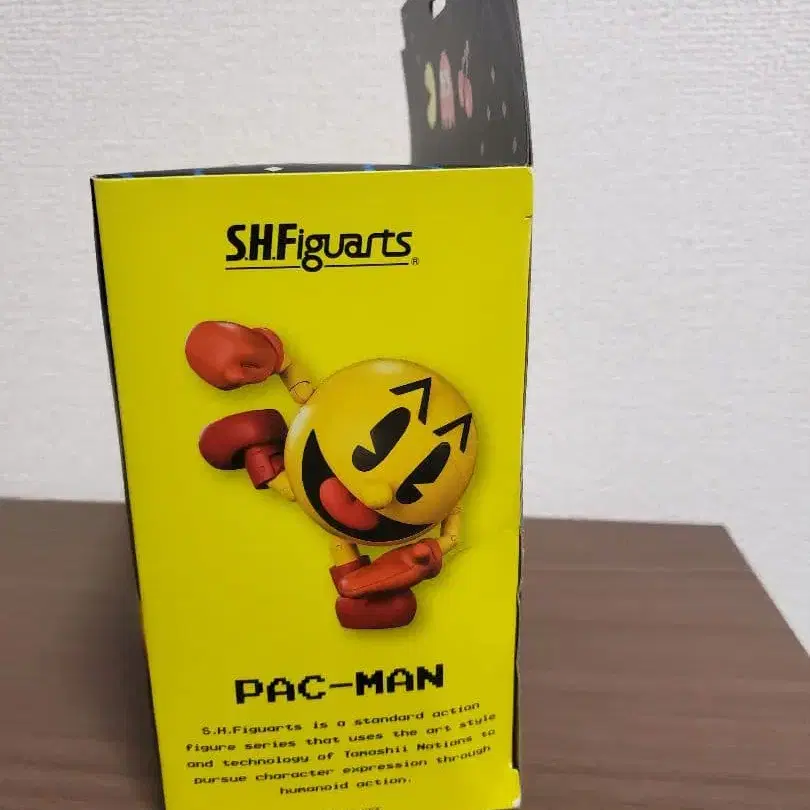 S.H.Figuarts®
PAC-MAN
S.H.Figuarts is a standard action
figure series that uses the art style
and technology of Tamashii Nations to
pursue character expression through
humanoid action.